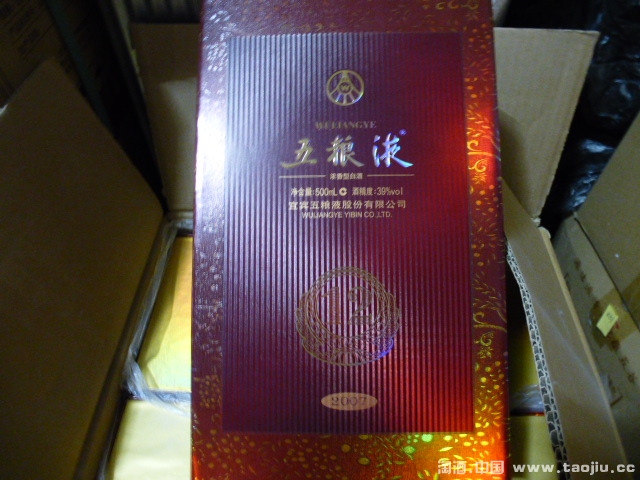 WULIANGYE
五粮液®
浓香型白酒
净含量:500mL C 酒精度:39%vol
宜宾五粮液股份有限公司
WULIANGYE YIBIN CO.,LTD.
12
2007
淘酒·中国 www.taojiu.cc